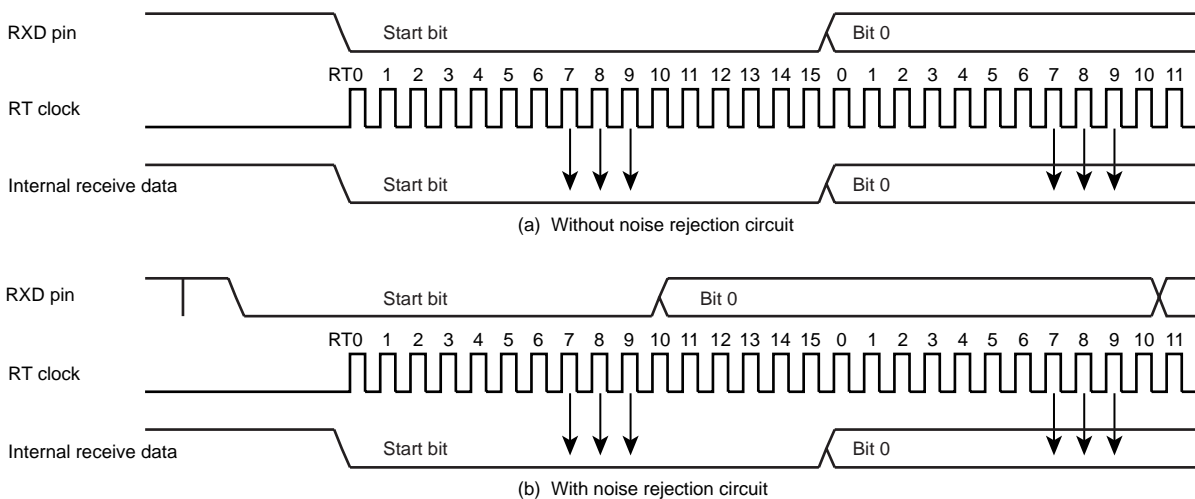 RXD pin
Start bit
Bit 0
RT0 1 2 3 4 5 6 7 8 9 10 11 12 13 14 15 0 1 2 3 4 5 6 7 8 9 10 11
RT clock
Internal receive data
Start bit
Bit 0
(a) Without noise rejection circuit
RXD pin
Start bit
Bit 0
RT0 1 2 3 4 5 6 7 8 9 10 11 12 13 14 15 0 1 2 3 4 5 6 7 8 9 10 11
RT clock
Internal receive data
Start bit
Bit 0
(b) With noise rejection circuit